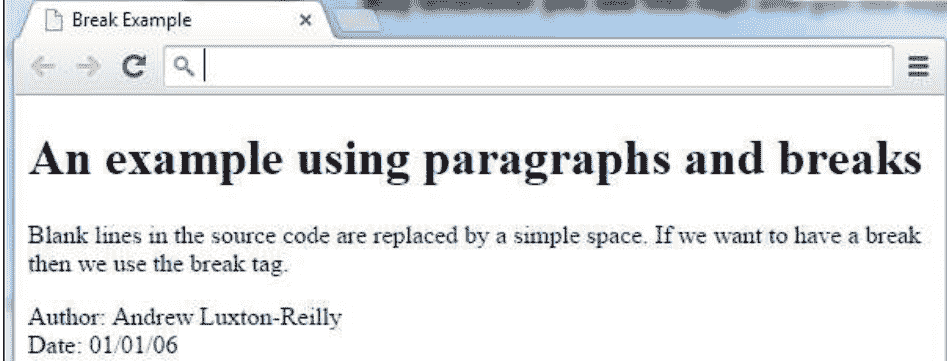 Break Example
An example using paragraphs and breaks
Blank lines in the source code are replaced by a simple space. If we want to have a break
then we use the break tag.
Author: Andrew Luxton-Reilly
Date: 01/01/06